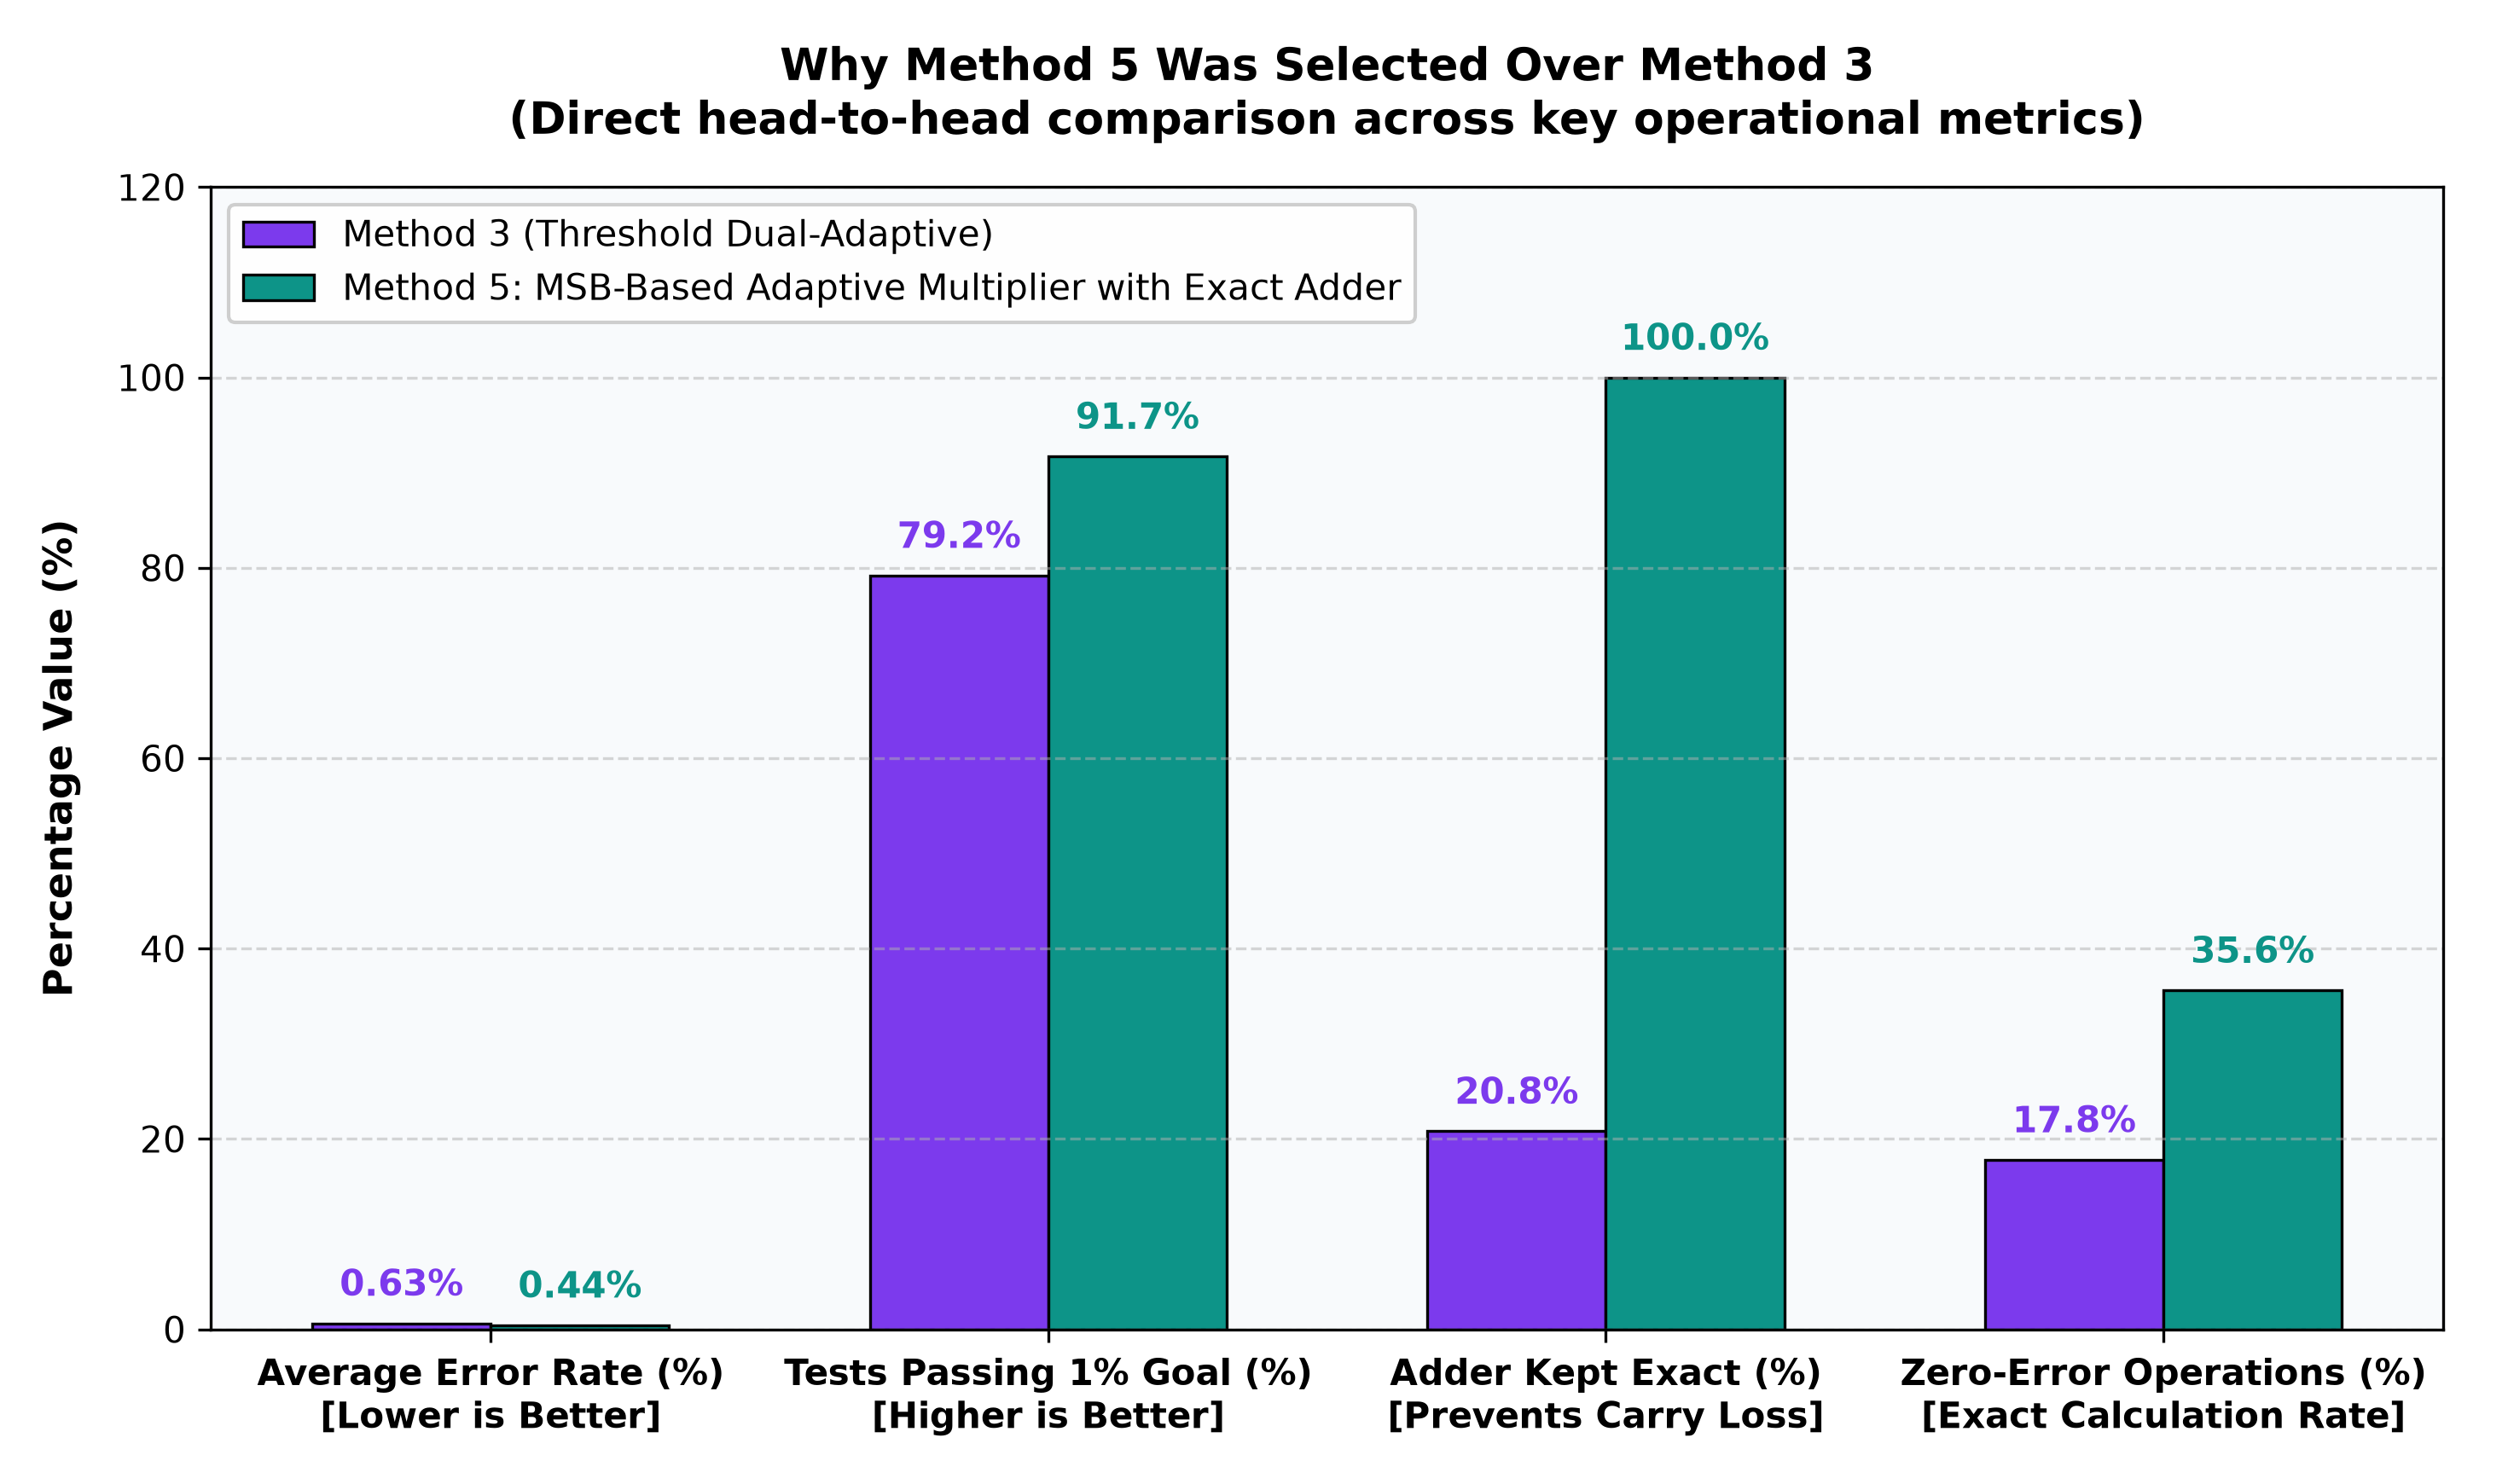 Why Method 5 Was Selected Over Method 3
(Direct head-to-head comparison across key operational metrics)
120
100
80
60
40
20
0
Percentage Value (%)
Method 3 (Threshold Dual-Adaptive)
Method 5: MSB-Based Adaptive Multiplier with Exact Adder
0.63%
0.44%
79.2%
91.7%
20.8%
100.0%
17.8%
35.6%
Average Error Rate (%)
[Lower is Better]
Tests Passing 1% Goal (%)
[Higher is Better]
Adder Kept Exact (%)
[Prevents Carry Loss]
Zero-Error Operations (%)
[Exact Calculation Rate]